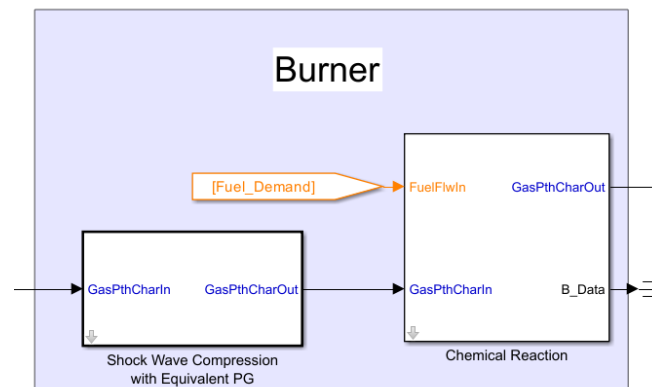 Burner
[Fuel_Demand]
FuelFlwIn
GasPthCharOut
GasPthCharIn
GasPthCharOut
GasPthCharIn
B_Data
Shock Wave Compression
with Equivalent PG
Chemical Reaction